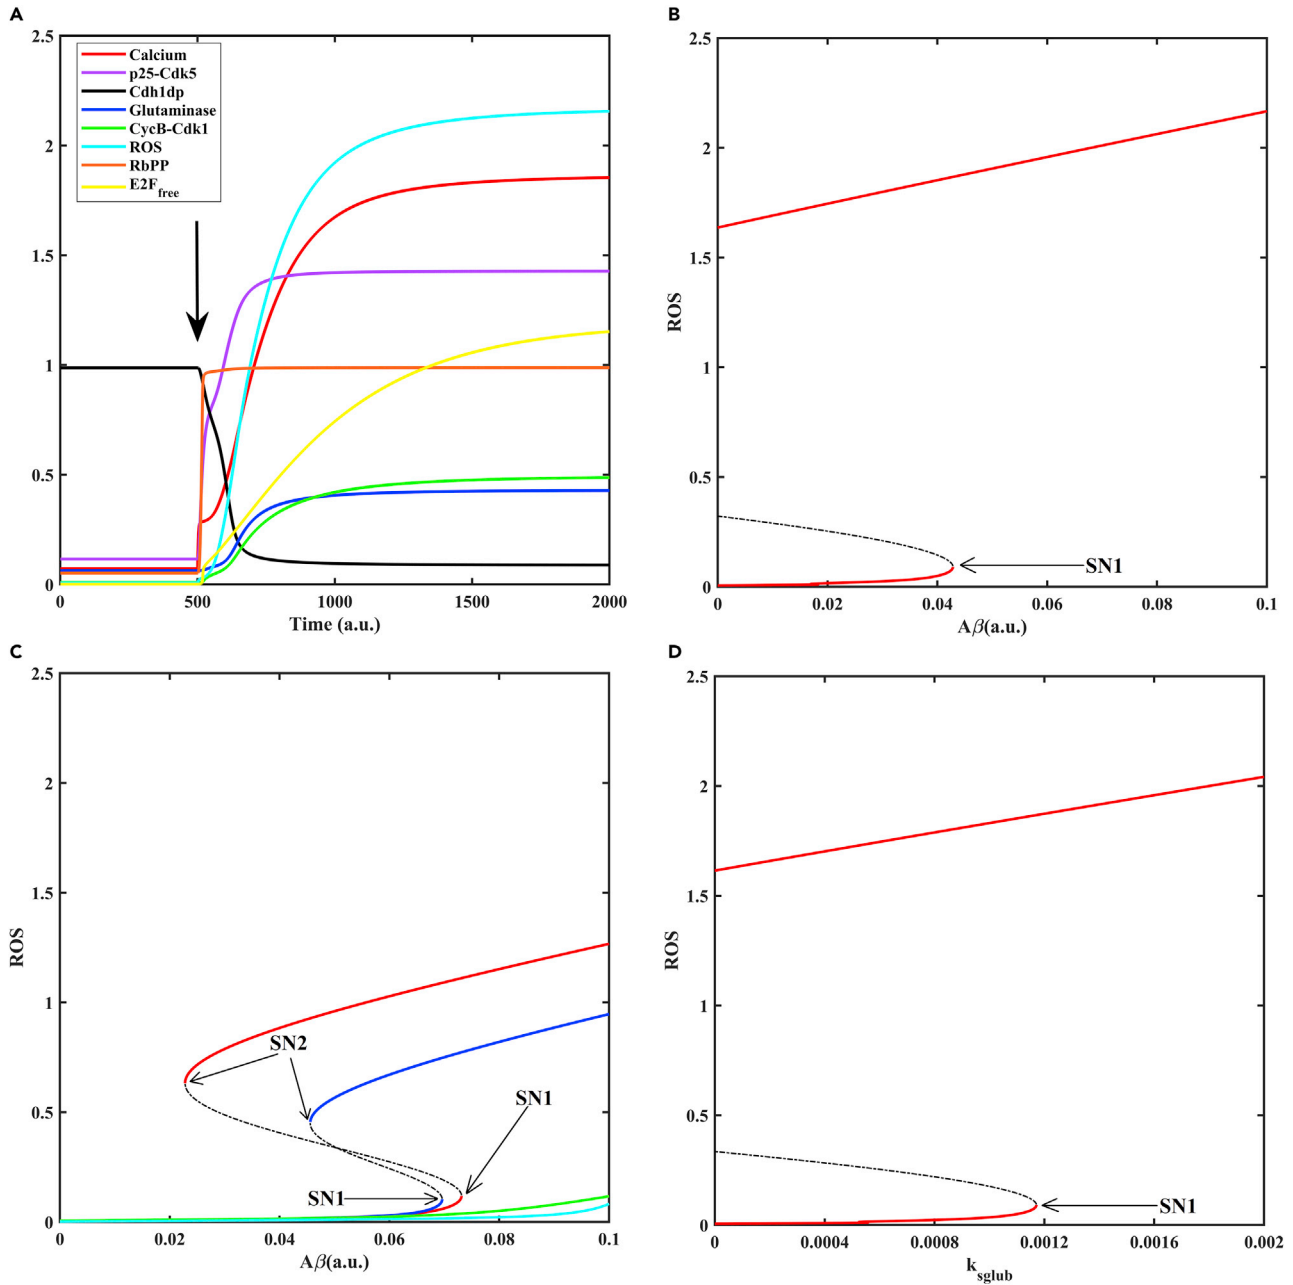 A
2.5
2
1.5
1
0.5
0
Calcium
p25-Cdk5
Cdh1dp
Glutaminase
CycB-Cdk1
ROS
RbPP
E2Ffree
0 500 1000 1500 2000
Time (a.u.)
B
2.5
2
1.5
1
0.5
0
ROS
SN1
0 0.02 0.04 0.06 0.08 0.1
Aβ(a.u.)
C
2.5
2
1.5
1
0.5
0
ROS
SN2
SN1
SN1
0 0.02 0.04 0.06 0.08 0.1
Aβ(a.u.)
D
2.5
2
1.5
1
0.5
0
ROS
SN1
0 0.0004 0.0008 0.0012 0.0016 0.002
ksglub